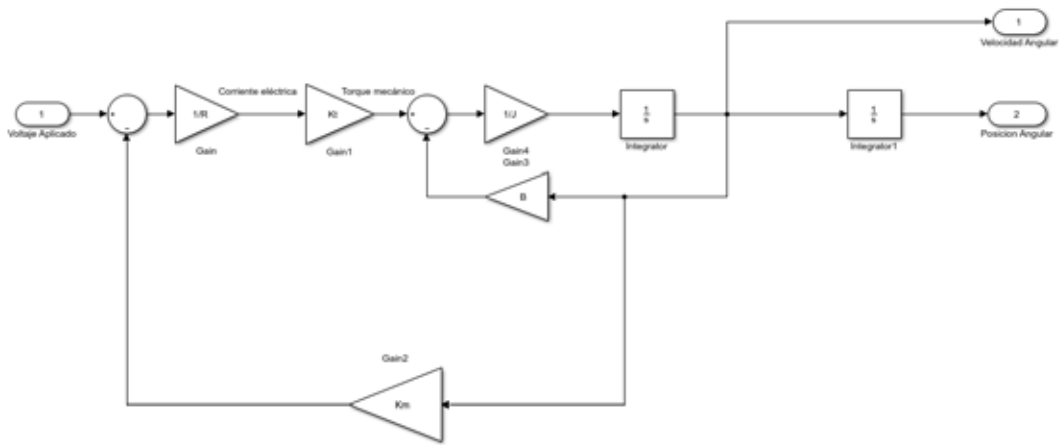 1
Velocidad Angular
Corriente eléctrica
Torque mecánico
1
Voltaje Aplicado
+
−
1/R
Gain
Kt
Gain1
+
−
1/J
Gain4
1
s
Integrator
1
s
Integrator1
2
Posicion Angular
Gain3
B
Gain2
Km